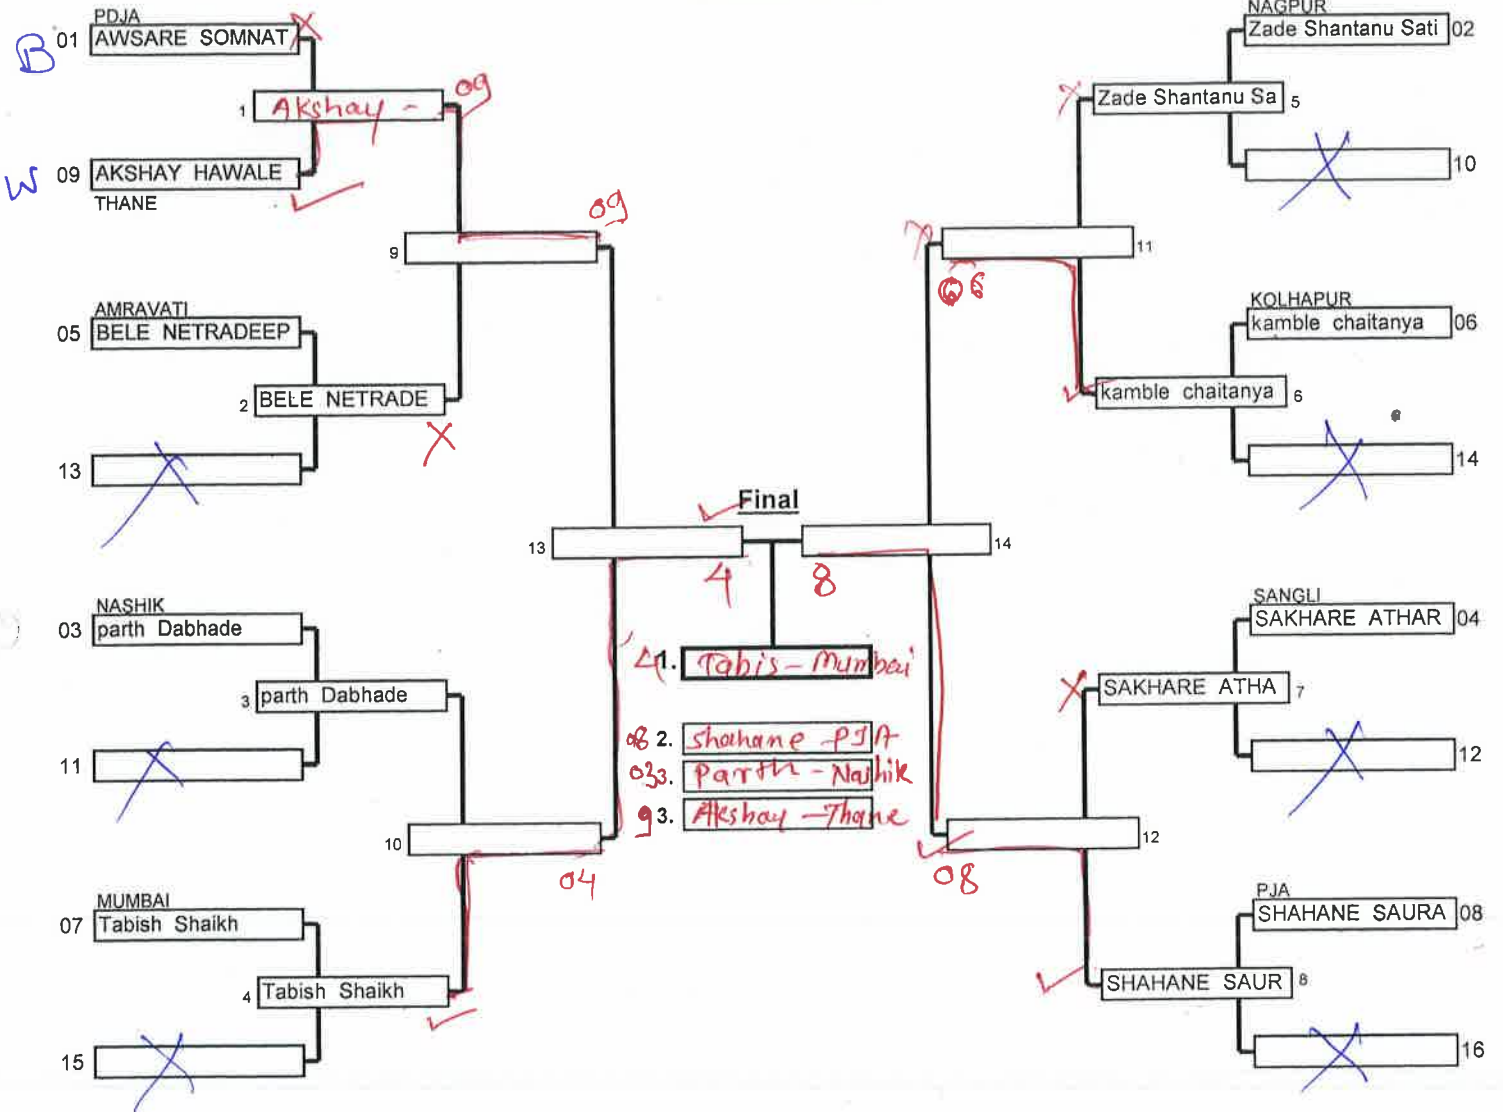 PDJA
B 01 AWSARE SOMNAT X
1 Akshay - 09
W 09 AKSHAY HAWALE
THANE
9 09
AMRAVATI
05 BELE NETRADEEP
2 BELE NETRADE
X
13 X
NASHIK
03 parth Dabhade
3 parth Dabhade
11 X
10
04
MUMBAI
07 Tabish Shaikh
4 Tabish Shaikh
15 X
Final
13 14
4 8
4 1. Tabis - Mumbai
08 2. Shahane - PJA
03 3. Parth - Nashik
9 3. Akshay - Thane
NAGPUR
Zade Shantanu Sati 02
X Zade Shantanu Sa 5
X 10
X 11
06
KOLHAPUR
kamble chaitanya 06
kamble chaitanya 6
X 14
SANGLI
SAKHARE ATHAR 04
X SAKHARE ATHA 7
X 12
12
08
PJA
SHAHANE SAURA 08
SHAHANE SAUR 8
X 16